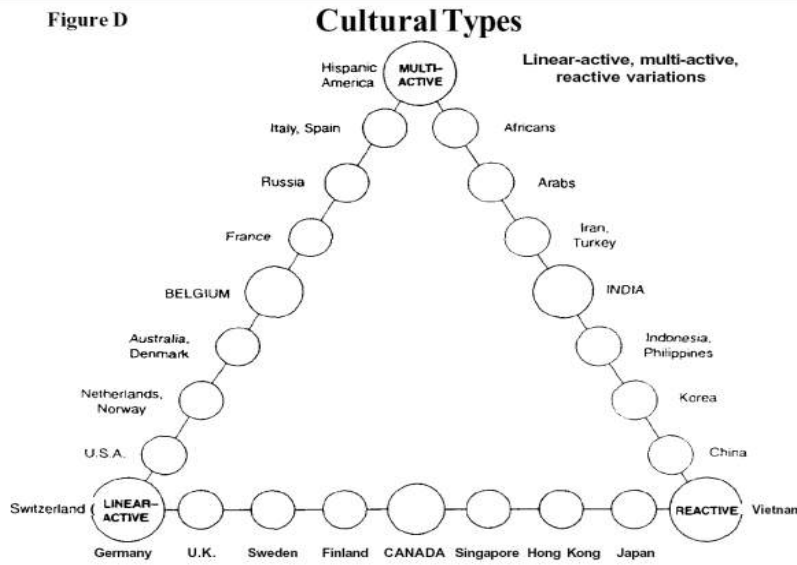 Figure D
Cultural Types
Linear-active, multi-active,
reactive variations
Hispanic
America
MULTI-
ACTIVE
Italy, Spain
Africans
Russia
Arabs
France
Iran,
Turkey
BELGIUM
INDIA
Australia,
Denmark
Indonesia,
Philippines
Netherlands,
Norway
Korea
U.S.A.
China
Switzerland
LINEAR-
ACTIVE
REACTIVE
Vietnam
Germany
U.K.
Sweden
Finland
CANADA
Singapore
Hong Kong
Japan